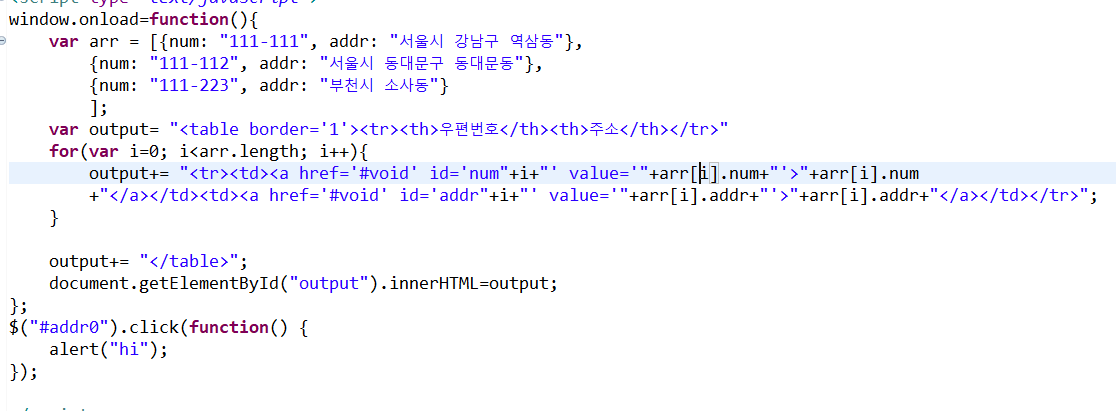 <script type="text/javascript">
window.onload=function(){
var arr = [{num: "111-111", addr: "서울시 강남구 역삼동"},
{num: "111-112", addr: "서울시 동대문구 동대문동"},
{num: "111-223", addr: "부천시 소사동"}
];
var output= "<table border='1'><tr><th>우편번호</th><th>주소</th></tr>"
for(var i=0; i<arr.length; i++){
output+= "<tr><td><a href='#void' id='num"+i+"' value='"+arr[i].num+"'>"+arr[i].num
+"</a></td><td><a href='#void' id='addr"+i+"' value='"+arr[i].addr+"'>"+arr[i].addr+"</a></td></tr>";
}
output+= "</table>";
document.getElementById("output").innerHTML=output;
};
$("#addr0").click(function() {
alert("hi");
});